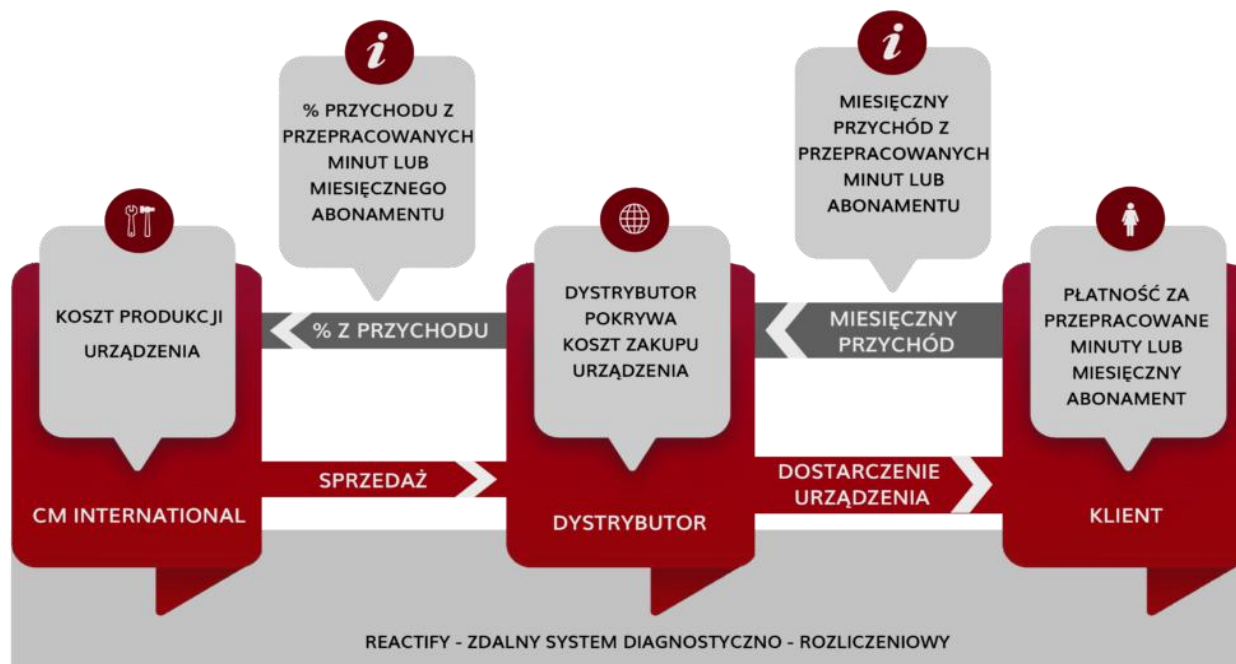 i
% PRZYCHODU Z
PRZEPRACOWANYCH
MINUT LUB
MIESIĘCZNEGO
ABONAMENTU
i
MIESIĘCZNY
PRZYCHÓD Z
PRZEPRACOWANYCH
MINUT LUB
ABONAMENTU
KOSZT PRODUKCJI
URZĄDZENIA
CM INTERNATIONAL
% Z PRZYCHODU
SPRZEDAŻ
DYSTRYBUTOR
POKRYWA
KOSZT ZAKUPU
URZĄDZENIA
DYSTRYBUTOR
MIESIĘCZNY
PRZYCHÓD
DOSTARCZENIE
URZĄDZENIA
PŁATNOŚĆ ZA
PRZEPRACOWANE
MINUTY LUB
MIESIĘCZNY
ABONAMENT
KLIENT
REACTIFY - ZDALNY SYSTEM DIAGNOSTYCZNO - ROZLICZENIOWY